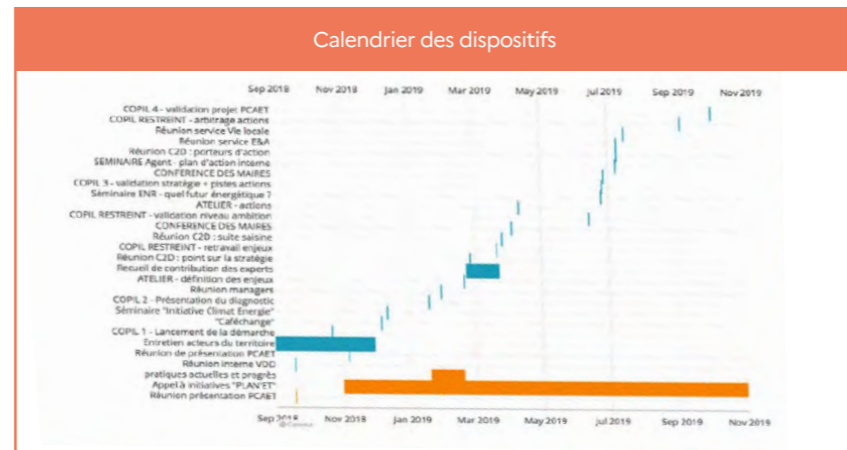 Calendrier des dispositifs
Sep 2018 Nov 2018 Jan 2019 Mar 2019 May 2019 Jul 2019 Sep 2019 Nov 2019
COPIL 4 - validation projet PCAET
COPIL RESTREINT - arbitrage actions
Réunion service Vie locale
Réunion service E&A
Réunion C2D : porteurs d'action
SEMINAIRE Agent - plan d'action interne
CONFERENCE DES MAIRES
COPIL 3 - validation stratégie + pistes actions
Séminaire ENR - quel futur énergétique ?
ATELIER - actions
COPIL RESTREINT - validation niveau ambition
CONFERENCE DES MAIRES
Réunion C2D : suite saisine
COPIL RESTREINT - retravail enjeux
Réunion C2D : point sur la stratégie
Recueil de contribution des experts
ATELIER - définition des enjeux
Réunion managers
COPIL 2 - Présentation du diagnostic
Séminaire "Initiative Climat Energie"
"Caféchange"
COPIL 1 - Lancement de la démarche
Entretien acteurs du territoire
Réunion de présentation PCAET
Réunion interne VDD
pratiques actuelles et progrès
Appel à initiatives "PLAN'ET"
Réunion présentation PCAET
Sep 2018 Nov 2018 Jan 2019 Mar 2019 May 2019 Jul 2019 Sep 2019 Nov 2019